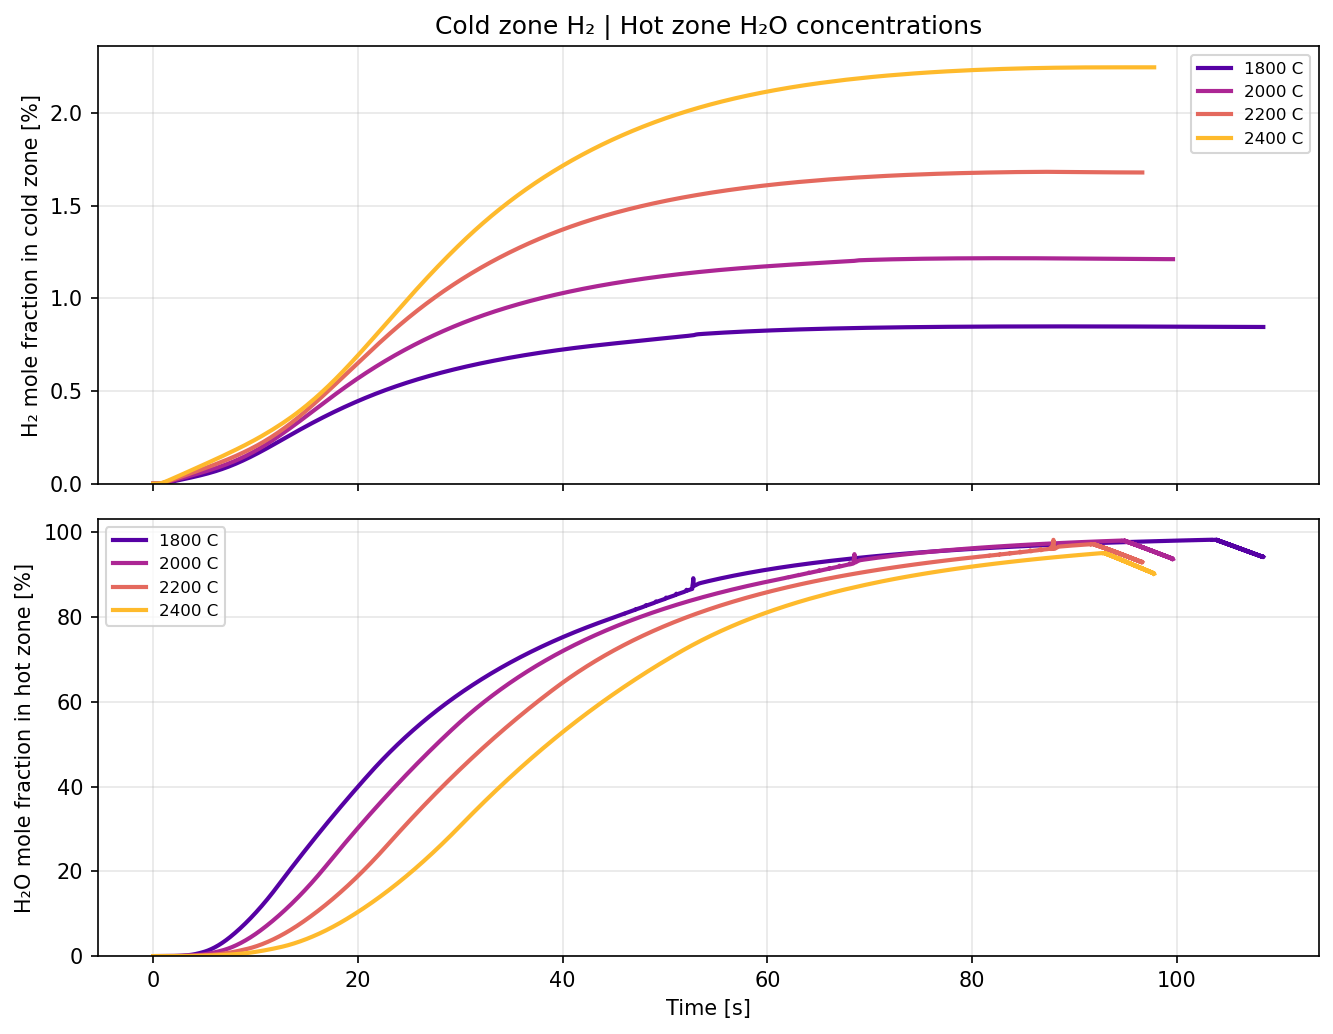 Cold zone H₂ | Hot zone H₂O concentrations
H₂ mole fraction in cold zone [%]
2.0
1.5
1.0
0.5
0.0
1800 C
2000 C
2200 C
2400 C
H₂O mole fraction in hot zone [%]
100
80
60
40
20
0
1800 C
2000 C
2200 C
2400 C
0 20 40 60 80 100
Time [s]